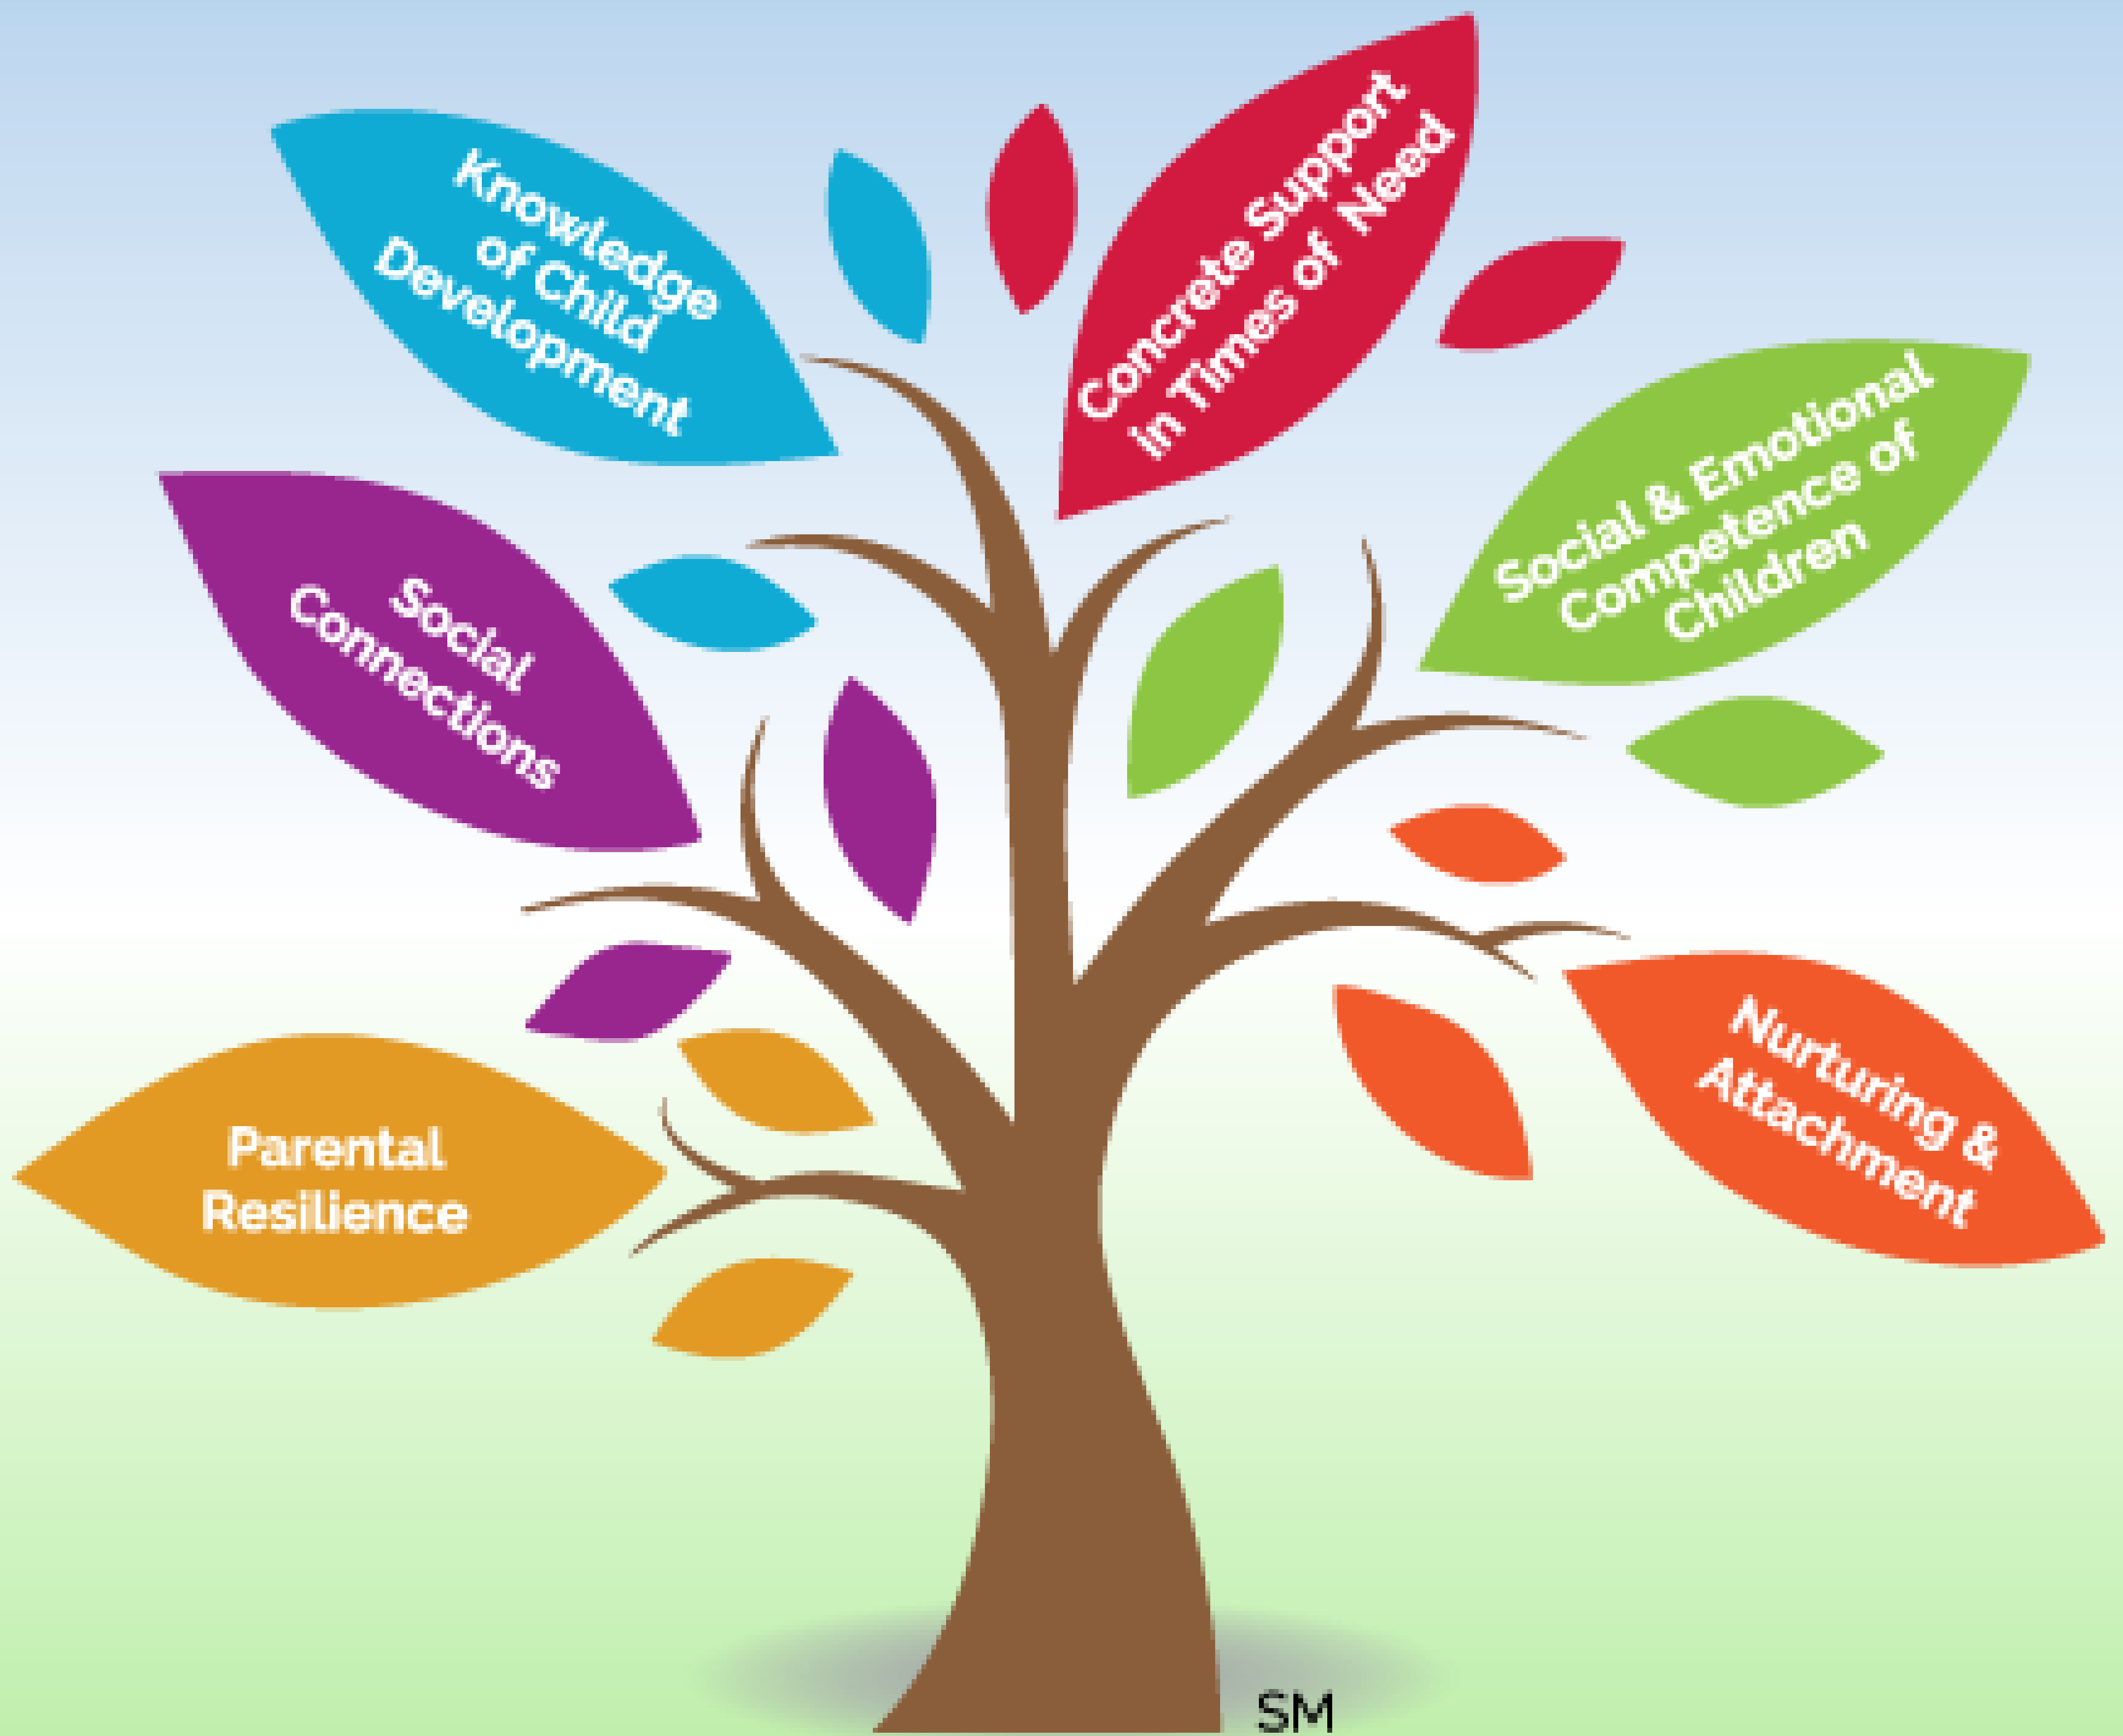 Knowledge
of Child
Development
Concrete Support
in Times of Need
Social & Emotional
Competence of
Children
Social
Connections
Nurturing &
Attachment
Parental
Resilience
SM